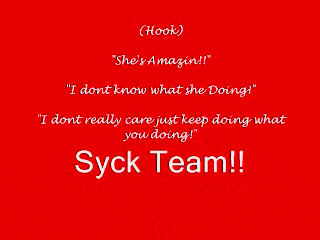 (Hook)
"She's Amazin!!"
"I dont know what she Doing!"
"I dont really care just keep doing what
you doing!"
Syck Team!!